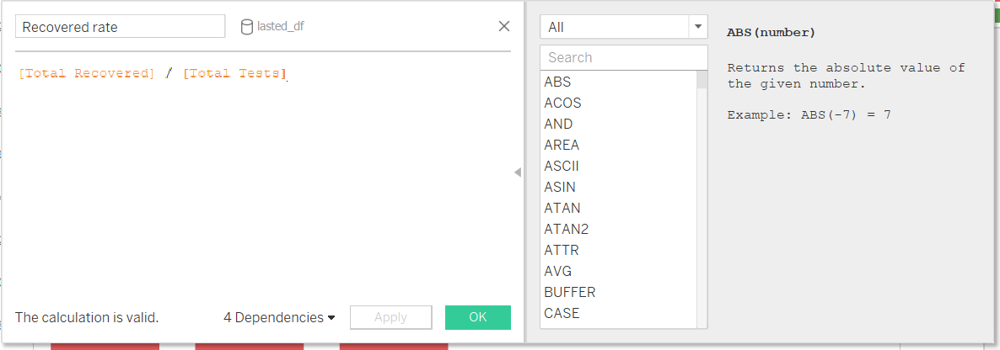 Recovered rate
lasted_df
[Total Recovered] / [Total Tests]
The calculation is valid.
4 Dependencies
Apply
OK
All
Search
ABS
ACOS
AND
AREA
ASCII
ASIN
ATAN
ATAN2
ATTR
AVG
BUFFER
CASE
ABS(number)
Returns the absolute value of
the given number.
Example: ABS(-7) = 7